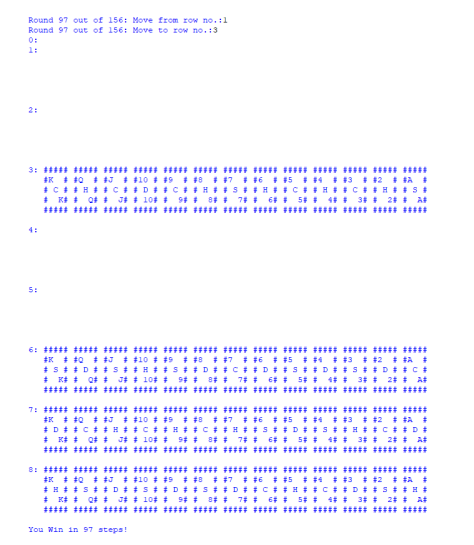 Round 97 out of 156: Move from row no.:1
Round 97 out of 156: Move to row no.:3
0:
1:
2:
3: ##### ##### ##### ##### ##### ##### ##### ##### ##### ##### ##### ##### #####
#K  # #Q  # #J  # #10 # #9  # #8  # #7  # #6  # #5  # #4  # #3  # #2  # #A  #
# C # # H # # C # # D # # C # # H # # S # # H # # C # # H # # C # # H # # S #
#  K# #  Q# #  J# # 10# #  9# #  8# #  7# #  6# #  5# #  4# #  3# #  2# #  A#
##### ##### ##### ##### ##### ##### ##### ##### ##### ##### ##### ##### #####
4:
5:
6: ##### ##### ##### ##### ##### ##### ##### ##### ##### ##### ##### ##### #####
#K  # #Q  # #J  # #10 # #9  # #8  # #7  # #6  # #5  # #4  # #3  # #2  # #A  #
# S # # D # # S # # H # # S # # D # # C # # D # # S # # D # # S # # D # # C #
#  K# #  Q# #  J# # 10# #  9# #  8# #  7# #  6# #  5# #  4# #  3# #  2# #  A#
##### ##### ##### ##### ##### ##### ##### ##### ##### ##### ##### ##### #####
7: ##### ##### ##### ##### ##### ##### ##### ##### ##### ##### ##### ##### #####
#K  # #Q  # #J  # #10 # #9  # #8  # #7  # #6  # #5  # #4  # #3  # #2  # #A  #
# D # # C # # H # # C # # H # # C # # H # # S # # D # # S # # H # # C # # D #
#  K# #  Q# #  J# # 10# #  9# #  8# #  7# #  6# #  5# #  4# #  3# #  2# #  A#
##### ##### ##### ##### ##### ##### ##### ##### ##### ##### ##### ##### #####
8: ##### ##### ##### ##### ##### ##### ##### ##### ##### ##### ##### ##### #####
#K  # #Q  # #J  # #10 # #9  # #8  # #7  # #6  # #5  # #4  # #3  # #2  # #A  #
# H # # S # # D # # S # # D # # S # # D # # C # # H # # C # # D # # S # # H #
#  K# #  Q# #  J# # 10# #  9# #  8# #  7# #  6# #  5# #  4# #  3# #  2# #  A#
##### ##### ##### ##### ##### ##### ##### ##### ##### ##### ##### ##### #####
You Win in 97 steps!